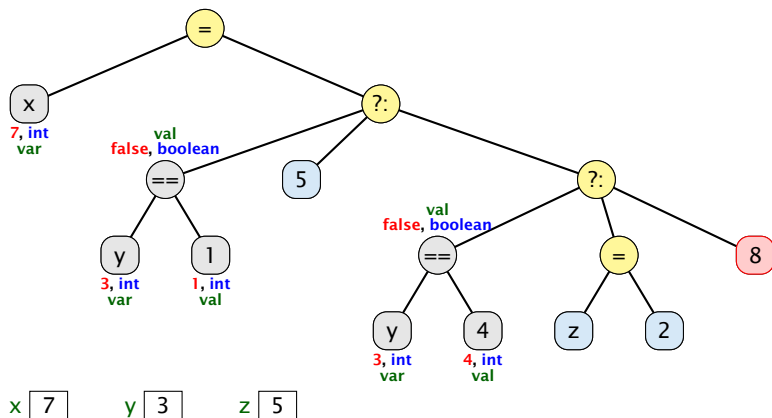 =
x
7, int
var
?:
val
false, boolean
==
5
?:
y
3, int
var
1
1, int
val
val
false, boolean
==
=
8
y
3, int
var
4
4, int
val
z
2
x 7 y 3 z 5